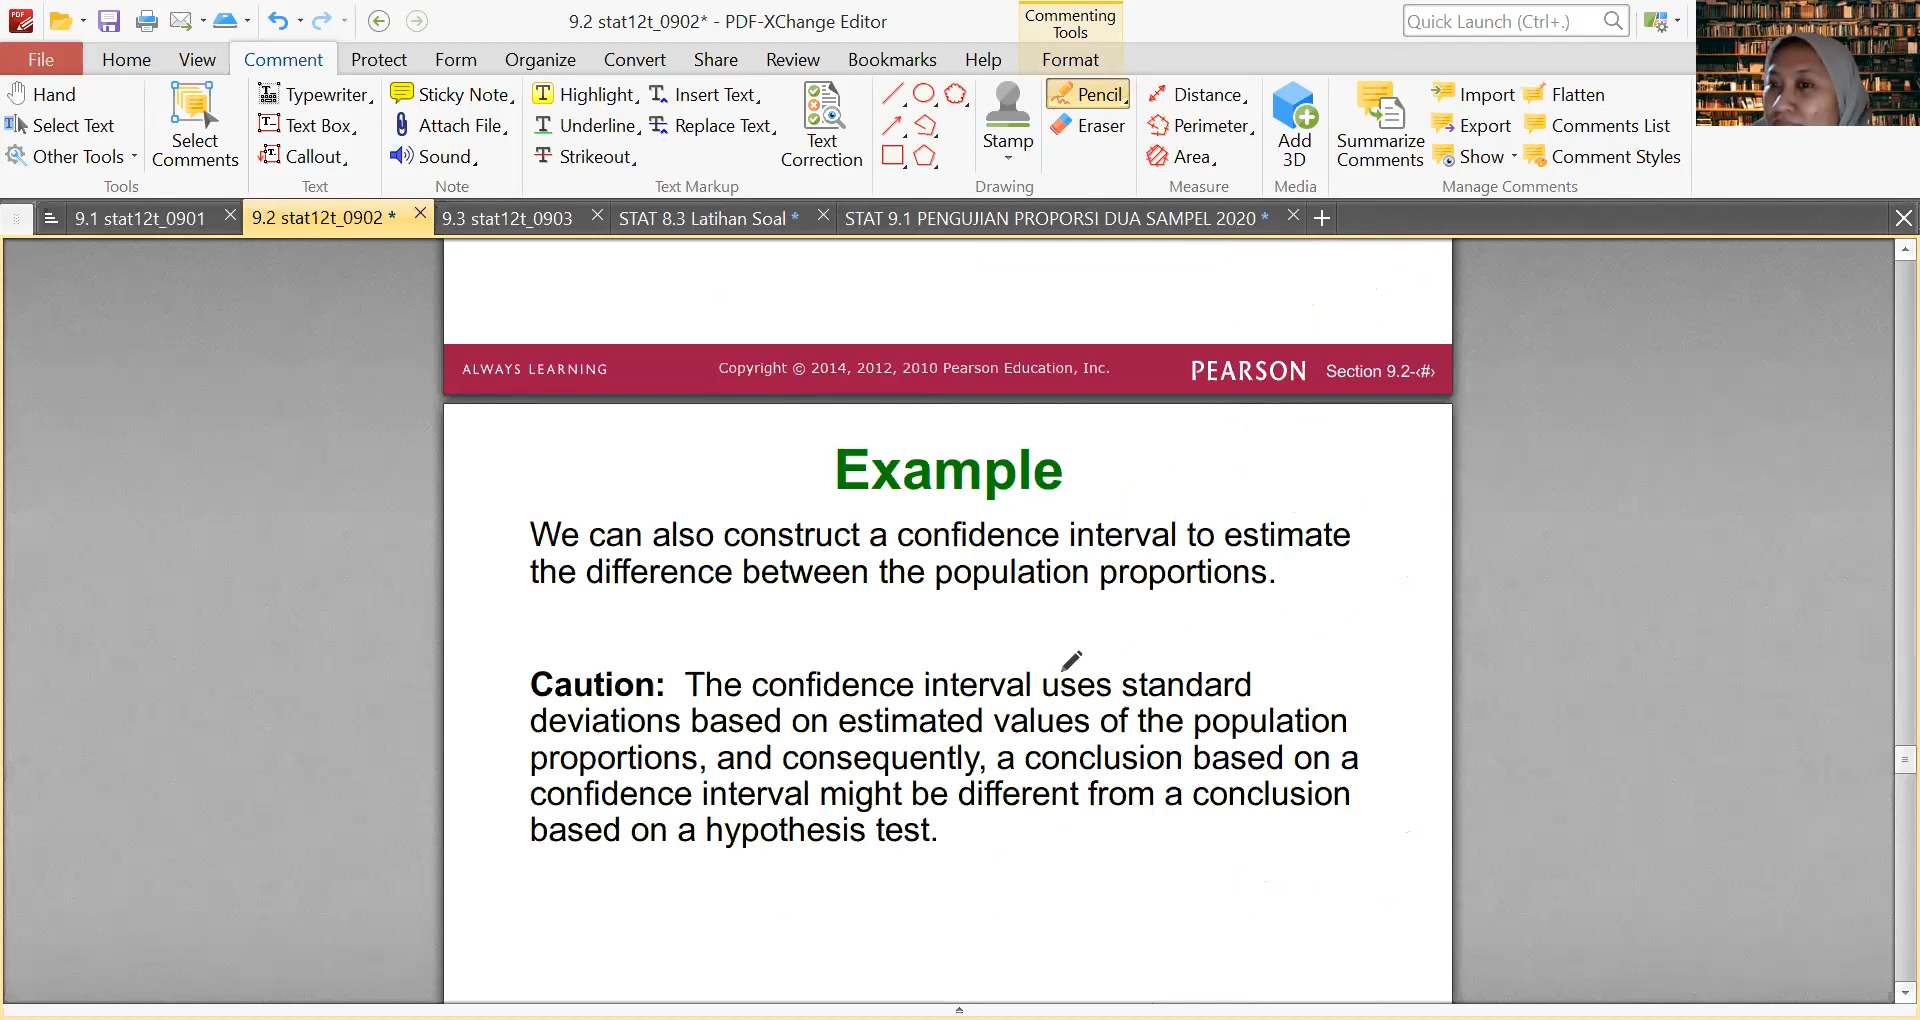 9.2 stat12t_0902* - PDF-XChange Editor
Commenting Tools
Quick Launch (Ctrl+.)
File Home View Comment Protect Form Organize Convert Share Review Bookmarks Help Format
Hand
Select Text
Other Tools
Select Comments
Tools
Typewriter
Text Box
Callout
Text
Sticky Note
Attach File
Sound
Note
Highlight
Underline
Strikeout
Insert Text
Replace Text
Text Correction
Text Markup
Stamp
Pencil
Eraser
Drawing
Distance
Perimeter
Area
Measure
Add 3D
Media
Summarize Comments
Import
Export
Show
Flatten
Comments List
Comment Styles
Manage Comments
9.1 stat12t_0901
9.2 stat12t_0902 *
9.3 stat12t_0903
STAT 8.3 Latihan Soal *
STAT 9.1 PENGUJIAN PROPORSI DUA SAMPEL 2020 *
ALWAYS LEARNING
Copyright © 2014, 2012, 2010 Pearson Education, Inc.
PEARSON
Section 9.2-‹#›
Example
We can also construct a confidence interval to estimate
the difference between the population proportions.
Caution: The confidence interval uses standard
deviations based on estimated values of the population
proportions, and consequently, a conclusion based on a
confidence interval might be different from a conclusion
based on a hypothesis test.